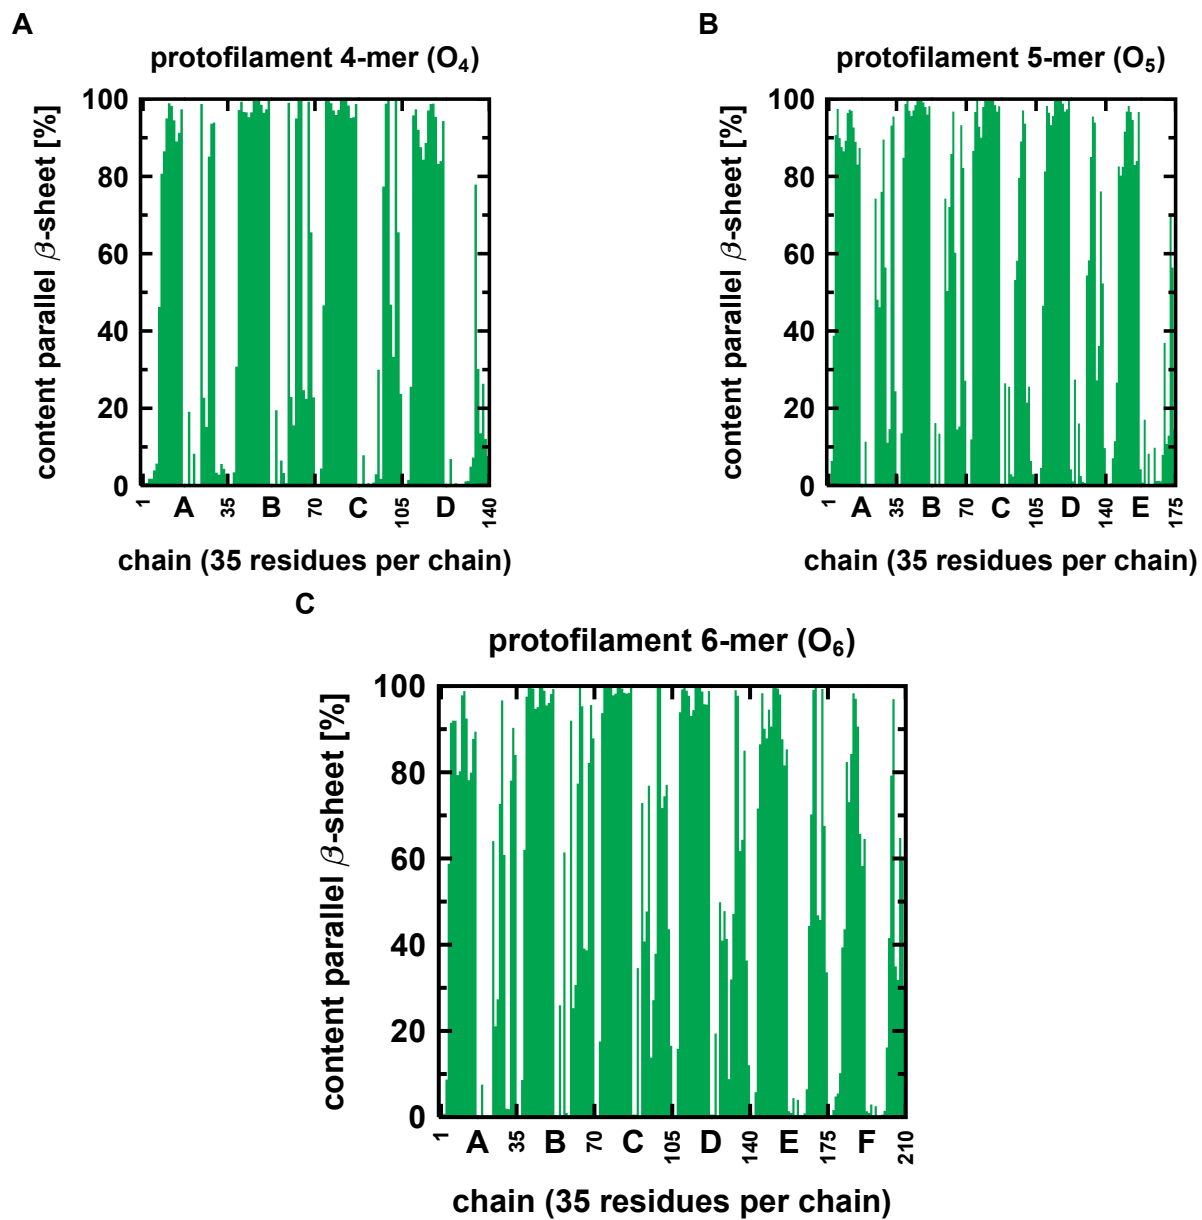 A
protofilament 4-mer (O₄)
content parallel β-sheet [%]
100
80
60
40
20
0
1 A 35 B 70 C 105 D 140
chain (35 residues per chain)
B
protofilament 5-mer (O₅)
content parallel β-sheet [%]
100
80
60
40
20
0
1 A 35 B 70 C 105 D 140 E 175
chain (35 residues per chain)
C
protofilament 6-mer (O₆)
content parallel β-sheet [%]
100
80
60
40
20
0
1 A 35 B 70 C 105 D 140 E 175 F 210
chain (35 residues per chain)